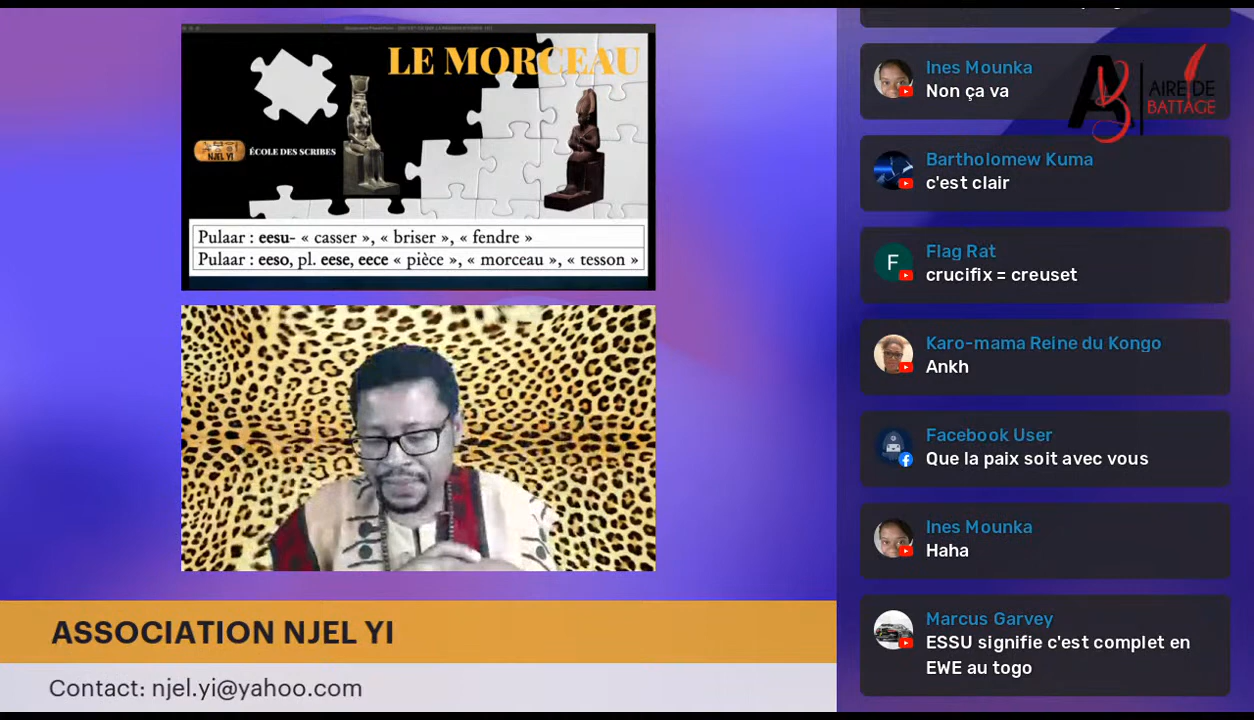 LE MORCEAU
NJEL YI
ÉCOLE DES SCRIBES
Pulaar : eesu- « casser », « briser », « fendre »
Pulaar : eeso, pl. eese, eece « pièce », « morceau », « tesson »
ASSOCIATION NJEL YI
Contact: njel.yi@yahoo.com
AIRE DE
BATTAGE
Ines Mounka
Non ça va
Bartholomew Kuma
c'est clair
F
Flag Rat
crucifix = creuset
Karo-mama Reine du Kongo
Ankh
Facebook User
Que la paix soit avec vous
Ines Mounka
Haha
Marcus Garvey
ESSU signifie c'est complet en
EWE au togo